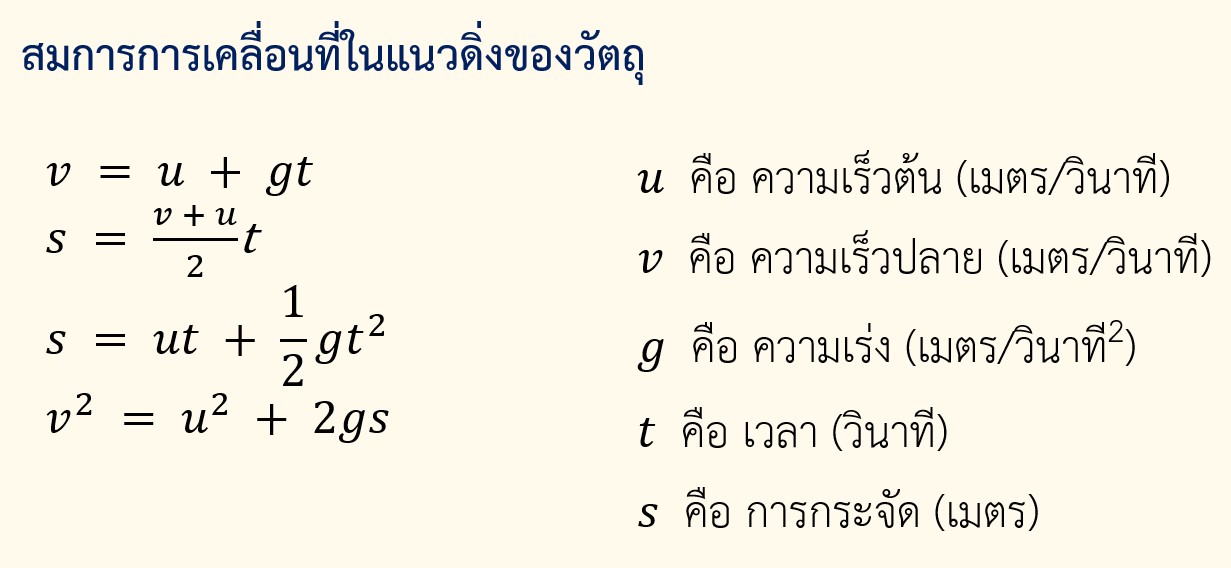 สมการการเคลื่อนที่ในแนวดิ่งของวัตถุ
v = u + gt
s = \frac{v + u}{2}t
s = ut + \frac{1}{2}gt²
v² = u² + 2gs
u คือ ความเร็วต้น (เมตร/วินาที)
v คือ ความเร็วปลาย (เมตร/วินาที)
g คือ ความเร่ง (เมตร/วินาที²)
t คือ เวลา (วินาที)
s คือ การกระจัด (เมตร)